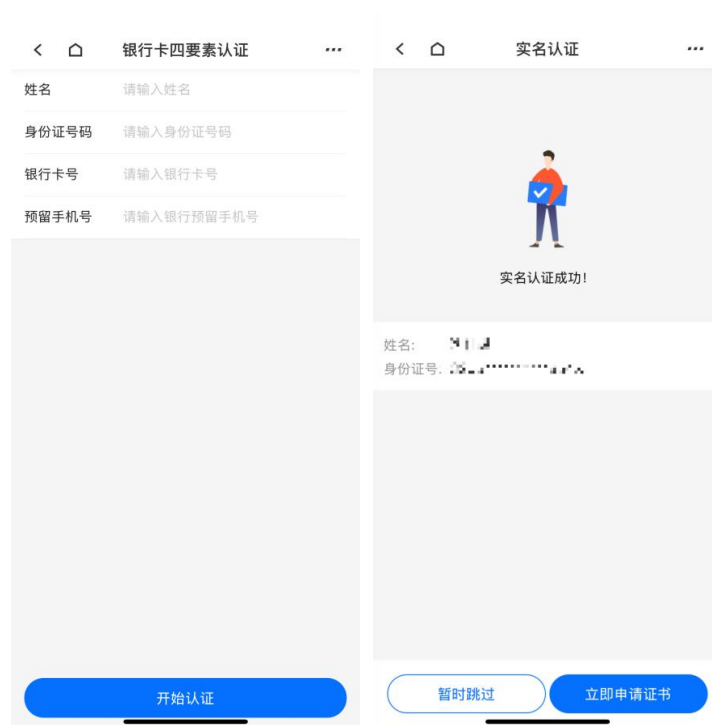 银行卡四要素认证
姓名 请输入姓名
身份证号码 请输入身份证号码
银行卡号 请输入银行卡号
预留手机号 请输入银行预留手机号
开始认证
实名认证
实名认证成功!
姓名:
身份证号:
暂时跳过
立即申请证书